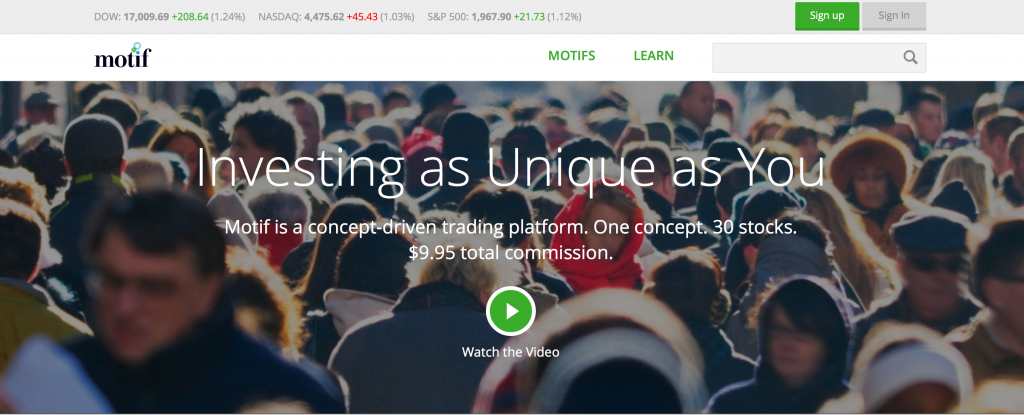 DOW: 17,009.69 +208.64 (1.24%) NASDAQ: 4,475.62 +45.43 (1.03%) S&P 500: 1,967.90 +21.73 (1.12%) Sign up Sign In
motif MOTIFS LEARN
Investing as Unique as You
Motif is a concept-driven trading platform. One concept. 30 stocks.
$9.95 total commission.
Watch the Video